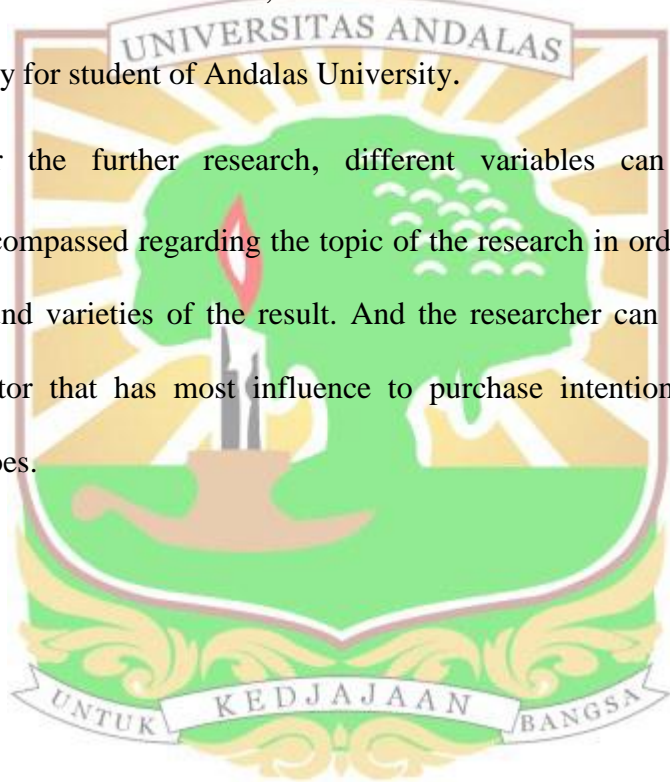 UNIVERSITAS ANDALAS
y for student of Andalas University.
the further research, different variables can
compassed regarding the topic of the research in ord
nd varieties of the result. And the researcher can
tor that has most influence to purchase intention
UNTUK KEDJAJAAN BANGSA